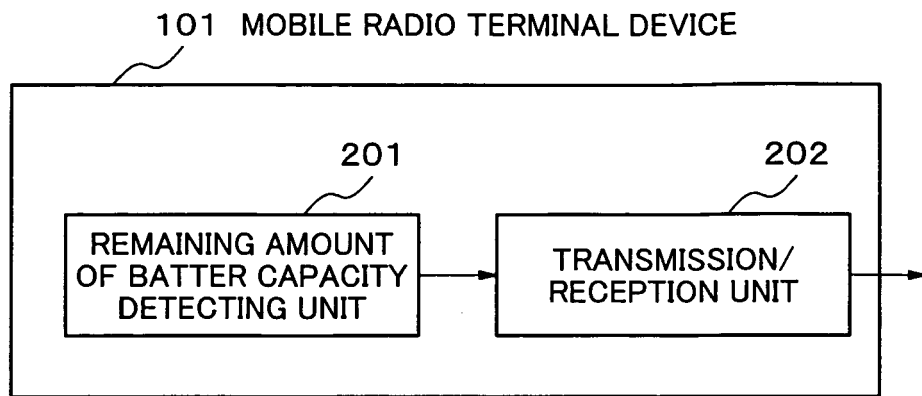 101 MOBILE RADIO TERMINAL DEVICE
201
202
REMAINING AMOUNT
OF BATTER CAPACITY
DETECTING UNIT
TRANSMISSION/
RECEPTION UNIT